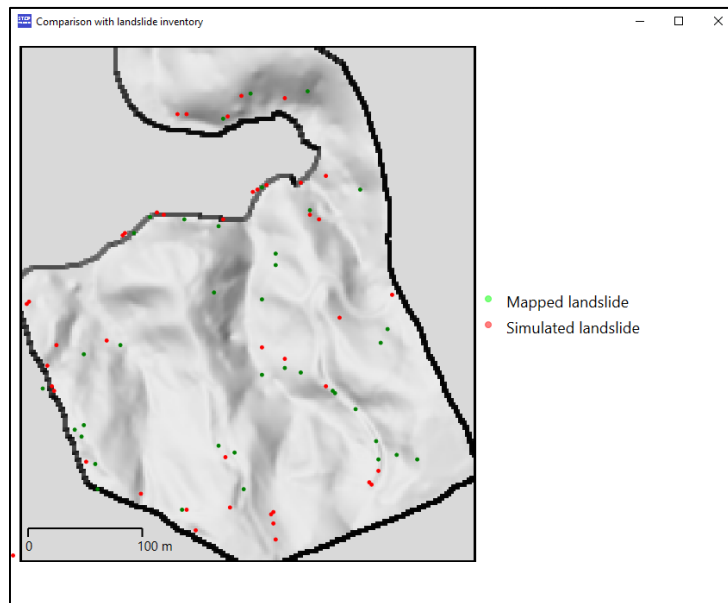 Comparison with landslide inventory
Mapped landslide
Simulated landslide
0 100 m